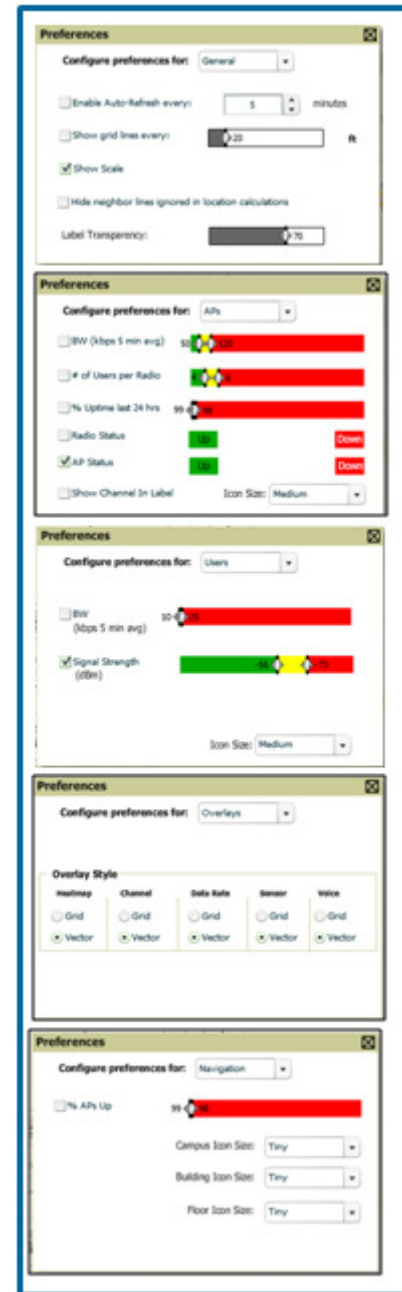 Preferences
Configure preferences for: General
Enable Auto-Refresh every: 5 minutes
Show grid lines every: 20 ft
Show Scale
Hide neighbor lines ignored in location calculations
Label Transparency: 70
Preferences
Configure preferences for: APs
BW (kbps 5 min avg) 50 120
# of Users per Radio 8
% Uptime last 24 hrs 99 98
Radio Status Up Down
AP Status Up Down
Show Channel In Label Icon Size: Medium
Preferences
Configure preferences for: Users
BW 10 20
(kbps 5 min avg)
Signal Strength -56 -73
(dBm)
Icon Size: Medium
Preferences
Configure preferences for: Overlays
Overlay Style
Heatmap Channel Data Rate Sensor Voice
Grid Grid Grid Grid Grid
Vector Vector Vector Vector Vector
Preferences
Configure preferences for: Navigation
% APs Up 99 98
Campus Icon Size: Tiny
Building Icon Size: Tiny
Floor Icon Size: Tiny